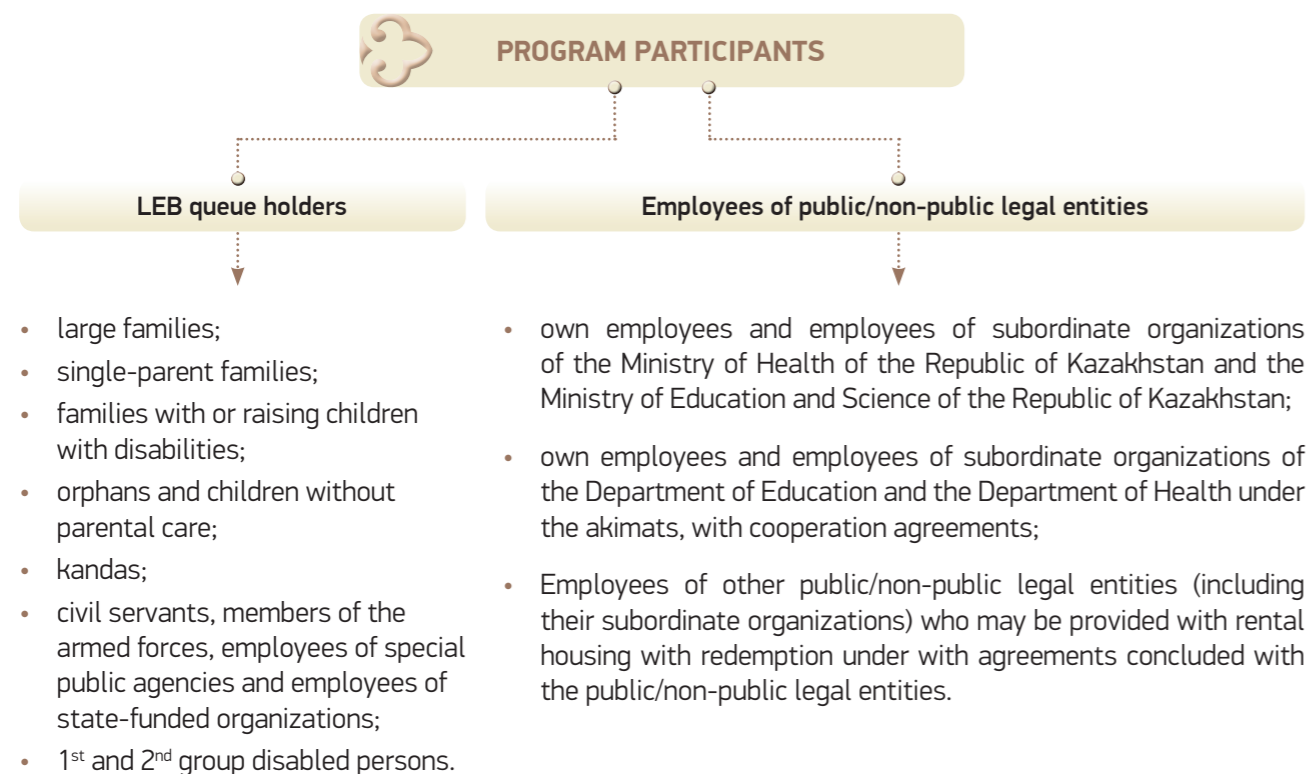 PROGRAM PARTICIPANTS
LEB queue holders
• large families;
• single-parent families;
• families with or raising children
with disabilities;
• orphans and children without
parental care;
• kandas;
• civil servants, members of the
armed forces, employees of special
public agencies and employees of
state-funded organizations;
• 1st and 2nd group disabled persons.
Employees of public/non-public legal entities
• own employees and employees of subordinate organizations
of the Ministry of Health of the Republic of Kazakhstan and the
Ministry of Education and Science of the Republic of Kazakhstan;
• own employees and employees of subordinate organizations of
the Department of Education and the Department of Health under
the akimats, with cooperation agreements;
• Employees of other public/non-public legal entities (including
their subordinate organizations) who may be provided with rental
housing with redemption under with agreements concluded with
the public/non-public legal entities.